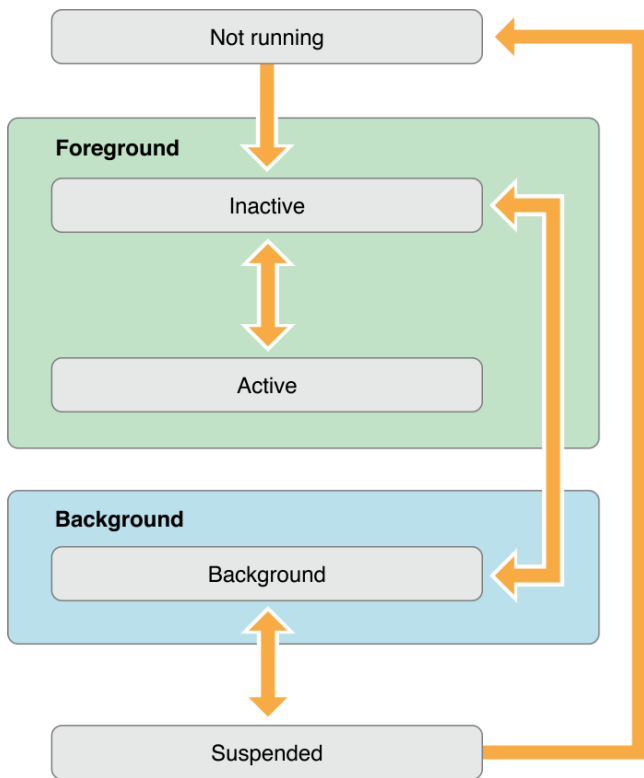 Not running
Foreground
Inactive
Active
Background
Background
Suspended